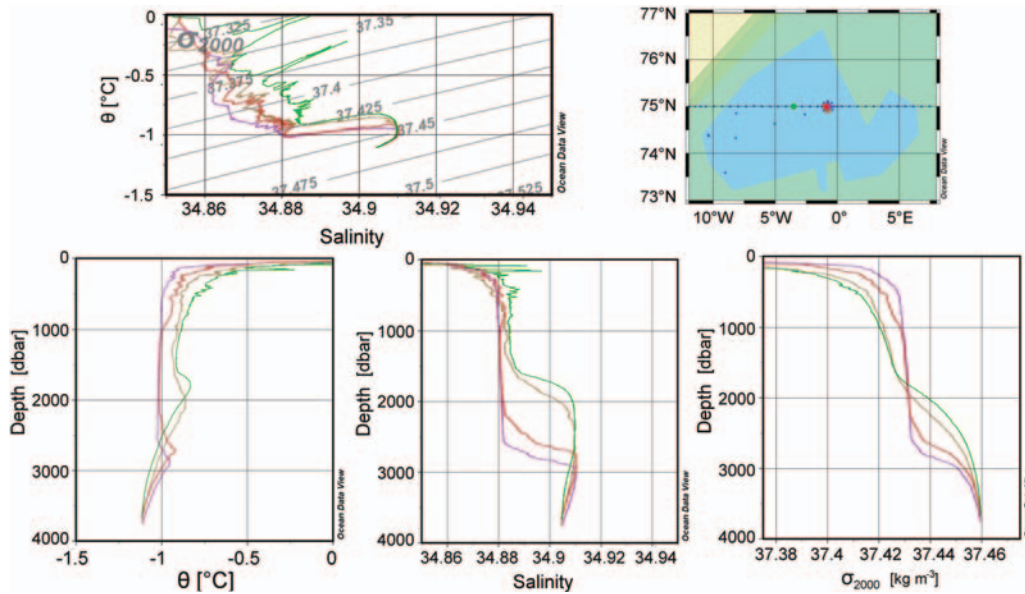 0
-0.5
-1
-1.5
θ [°C]
σ2000
37.325
37.35
37.375
37.4
37.425
37.45
37.475
37.5
37.525
34.86
34.88
34.9
34.92
34.94
Salinity
Ocean Data View
77°N
76°N
75°N
74°N
73°N
10°W
5°W
0°
5°E
Ocean Data View
0
1000
2000
3000
4000
Depth [dbar]
-1.5
-1
-0.5
0
θ [°C]
Ocean Data View
0
1000
2000
3000
4000
Depth [dbar]
34.86
34.88
34.9
34.92
34.94
Salinity
Ocean Data View
0
1000
2000
3000
4000
Depth [dbar]
37.38
37.4
37.42
37.44
37.46
σ2000 [kg m-3]